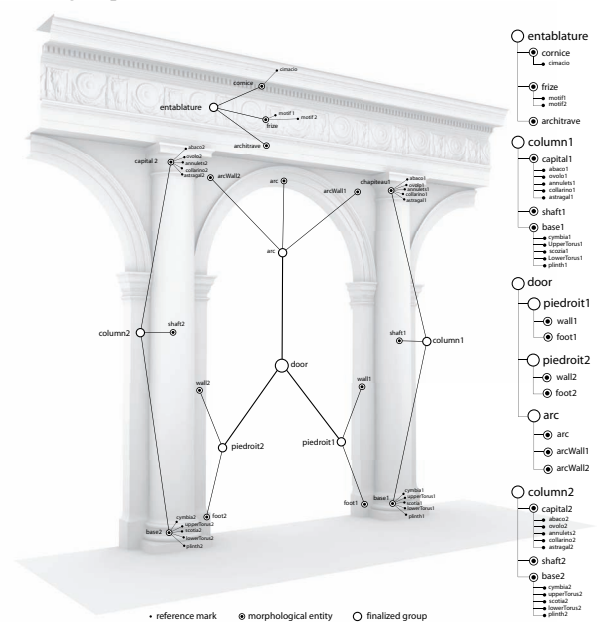 cimacio
cornice
entablature
motif 1
motif 2
frize
architrave
abaco2
capital 2
ovolo2
annulets2
collarino2
astragal2
arcWall2
arc
arcWall1
chapiteau1
abaco1
ovolo1
annulets1
collarino1
astragal1
arc
column2
shaft2
shaft1
column1
door
wall2
wall1
piedroit2
piedroit1
foot2
foot1
base2
cymbia2
upperTorus2
scotia2
lowerTorus2
plinth2
base1
cymbia1
upperTorus1
scotia1
lowerTorus1
plinth1
entablature
cornice
cimacio
frize
motif1
motif2
architrave
column1
capital1
abaco1
ovolo1
annulets1
collarino1
astragal1
shaft1
base1
cymbia1
UpperTorus1
scozia1
LowerTorus1
plinth1
door
piedroit1
wall1
foot1
piedroit2
wall2
foot2
arc
arc
arcWall1
arcWall2
column2
capital2
abaco2
ovolo2
annulets2
collarino2
astragal2
shaft2
base2
cymbia2
upperTorus2
scotia2
lowerTorus2
plinth2
reference mark
morphological entity
finalized group